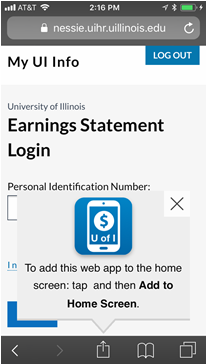 AT&T
2:16 PM
nessie.uihr.uillinois.edu
My UI Info
LOG OUT
University of Illinois
Earnings Statement
Login
Personal Identification Number:
$
U of I
To add this web app to the home
screen: tap and then Add to
Home Screen.